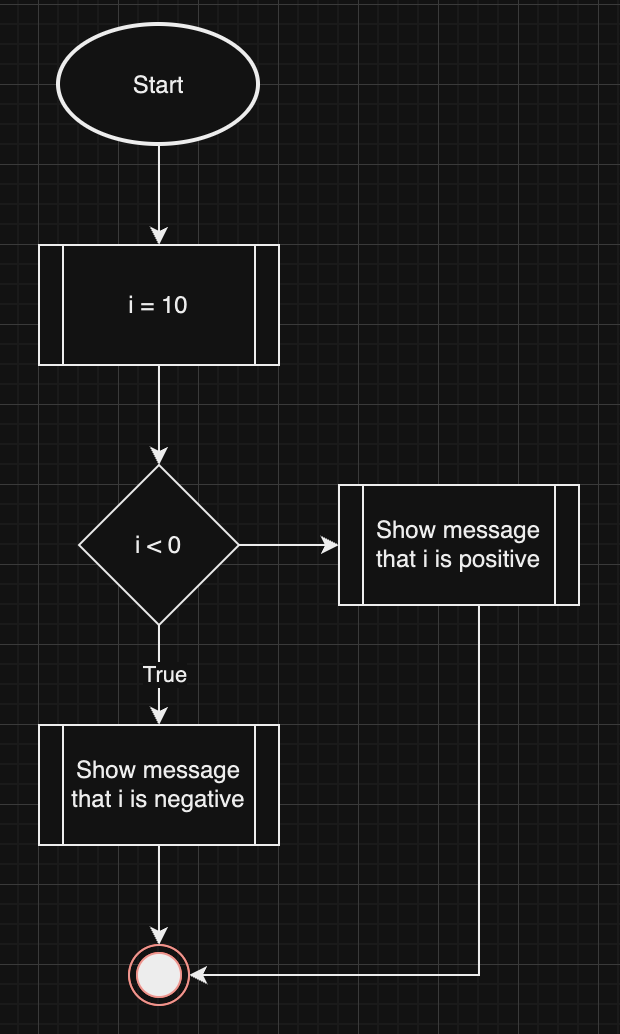 Start
i = 10
i < 0
Show message
that i is positive
True
Show message
that i is negative